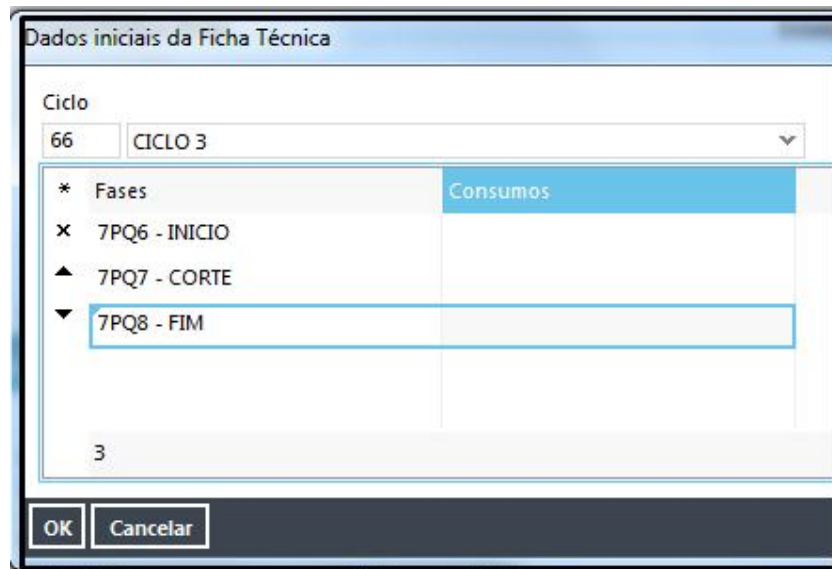 Dados iniciais da Ficha Técnica
Ciclo
66 CICLO 3
* Fases Consumos
7PQ6 - INICIO
7PQ7 - CORTE
7PQ8 - FIM
3
OK Cancelar